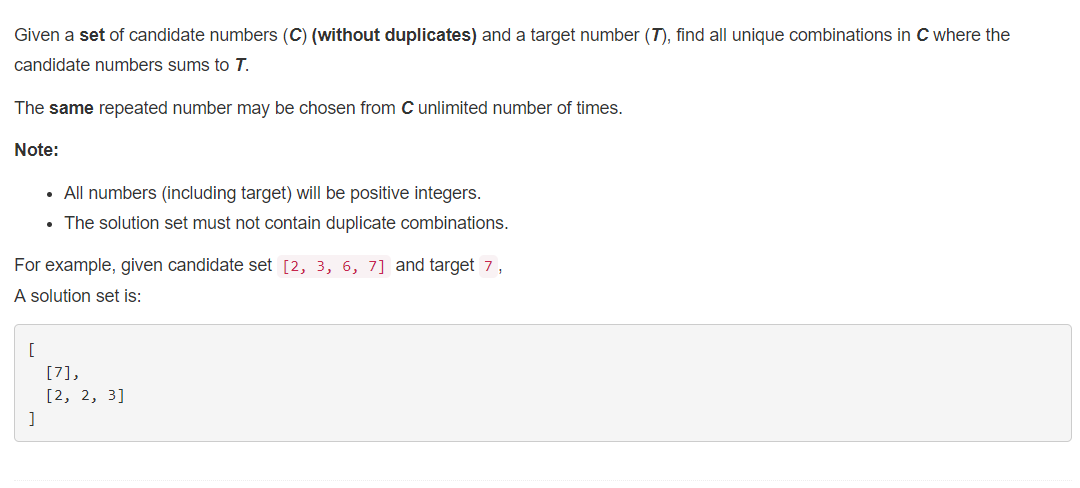 Given a set of candidate numbers (C) (without duplicates) and a target number (T), find all unique combinations in C where the
candidate numbers sums to T.
The same repeated number may be chosen from C unlimited number of times.
Note:
• All numbers (including target) will be positive integers.
• The solution set must not contain duplicate combinations.
For example, given candidate set [2, 3, 6, 7] and target 7,
A solution set is:
[
[7],
[2, 2, 3]
]